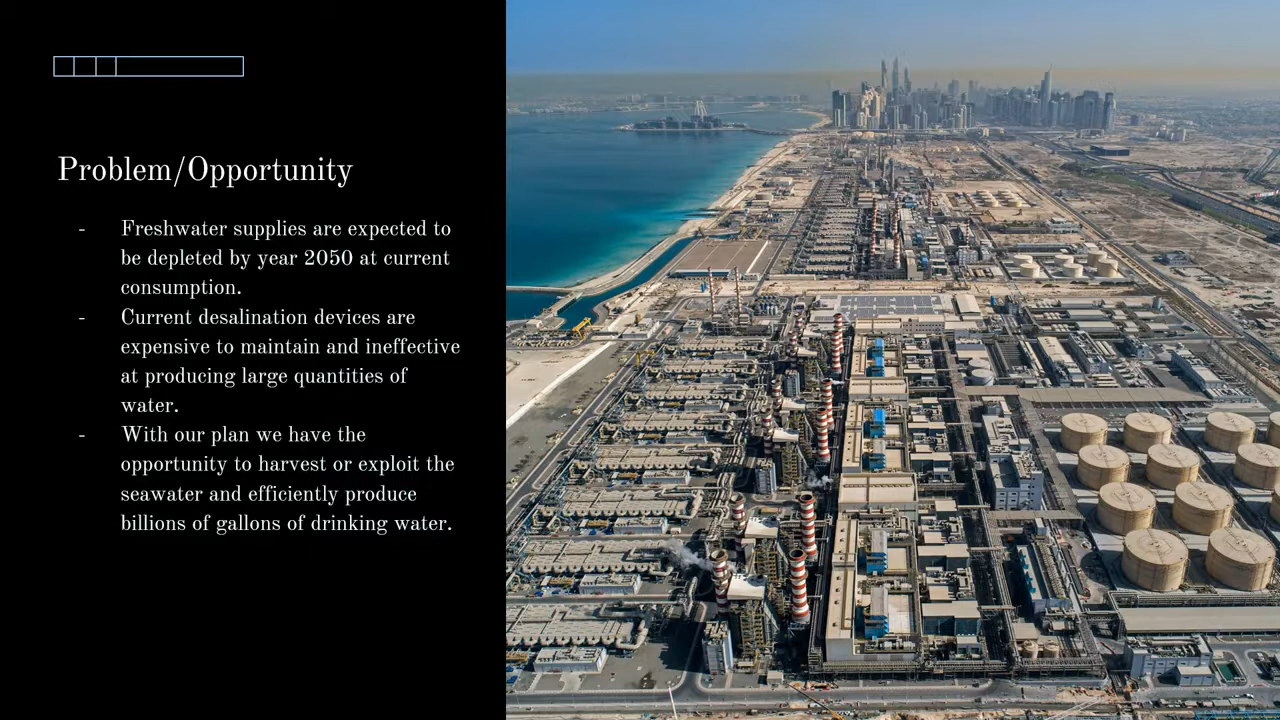 Problem/Opportunity
- Freshwater supplies are expected to
be depleted by year 2050 at current
consumption.
- Current desalination devices are
expensive to maintain and ineffective
at producing large quantities of
water.
- With our plan we have the
opportunity to harvest or exploit the
seawater and efficiently produce
billions of gallons of drinking water.